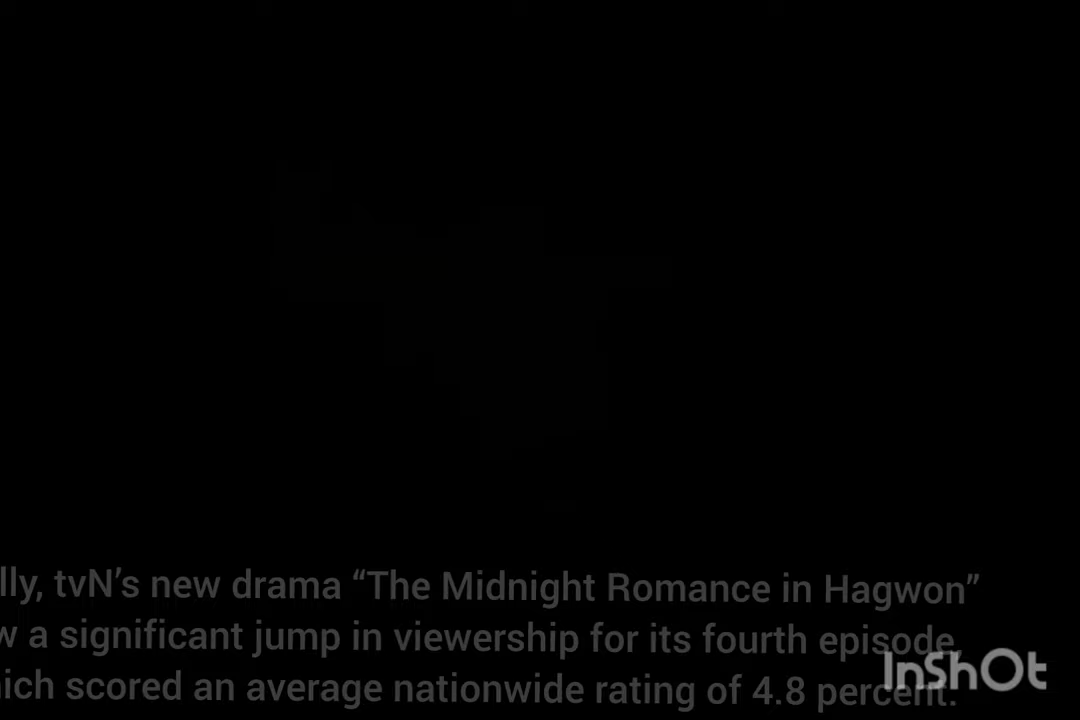 lly, tvN’s new drama “The Midnight Romance in Hagwon”
w a significant jump in viewership for its fourth episode,
ich scored an average nationwide rating of 4.8 percent.
InShOt